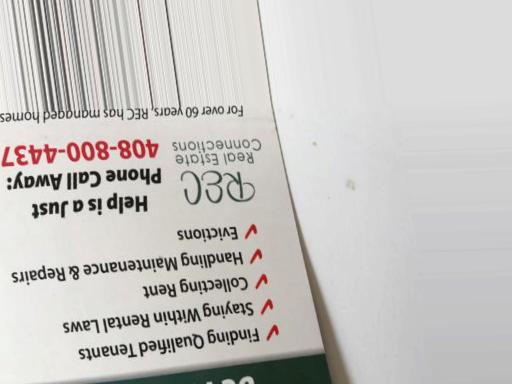 Finding Qualified Tenants
Staying Within Rental Laws
Collecting Rent
Handling Maintenance & Repairs
Evictions
REC
Real Estate
Connections
Help is a Just
Phone Call Away:
408-800-4437
For over 60 years, REC has managed homes